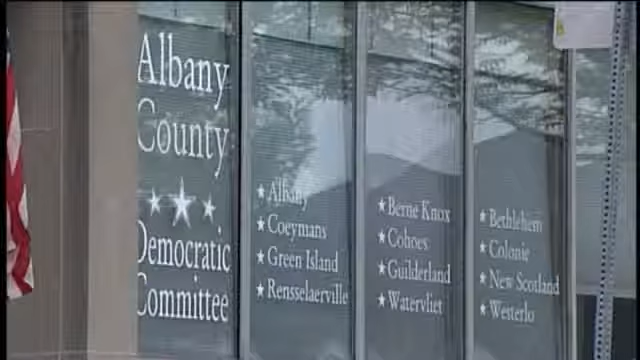 Albany
County
Democratic
Committee
Albany
Coeymans
Green Island
Rensselaerville
Berne Knox
Cohoes
Guilderland
Watervliet
Bethlehem
Colonie
New Scotland
Westerlo